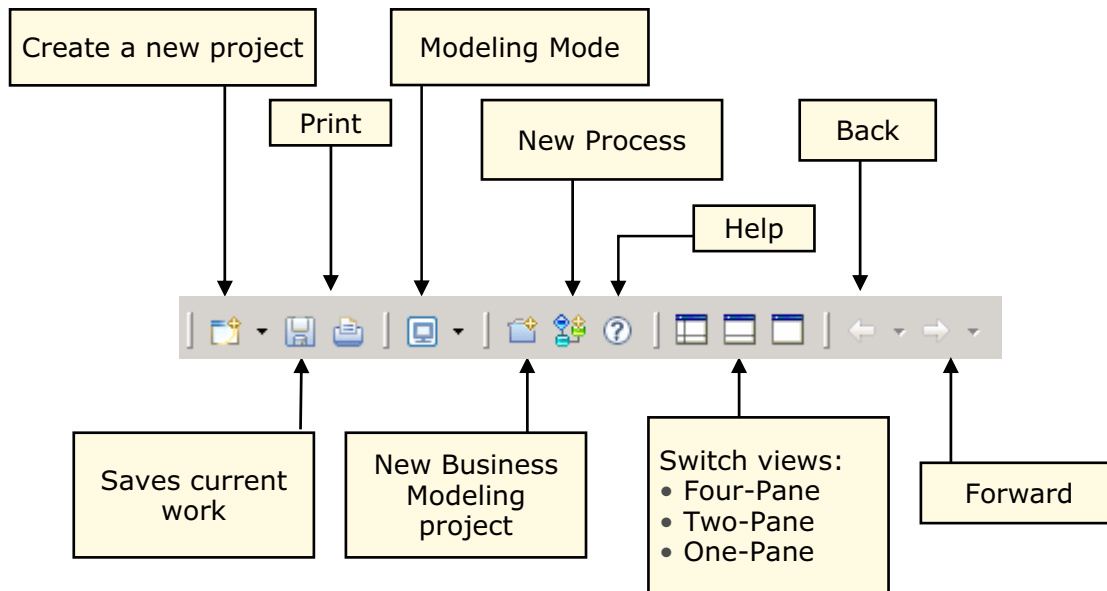 Create a new project
Modeling Mode
Print
New Process
Back
Help
Saves current
work
New Business
Modeling
project
Switch views:
• Four-Pane
• Two-Pane
• One-Pane
Forward